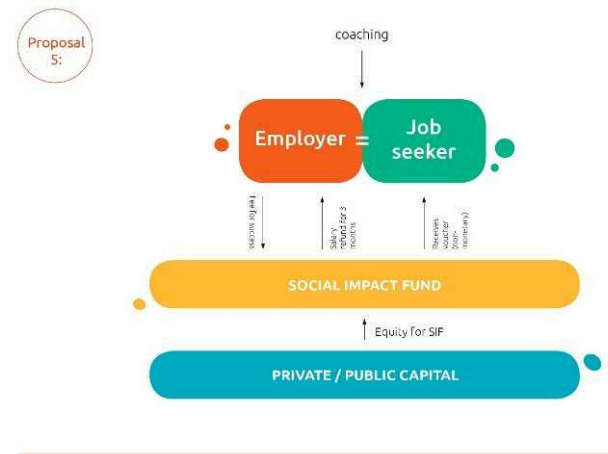 Proposal
5:
coaching
Employer
=
Job
seeker
Fee for success
Salary
refund for 3
months
Receives
voucher
(non-
monetary)
SOCIAL IMPACT FUND
Equity for SIF
PRIVATE / PUBLIC CAPITAL